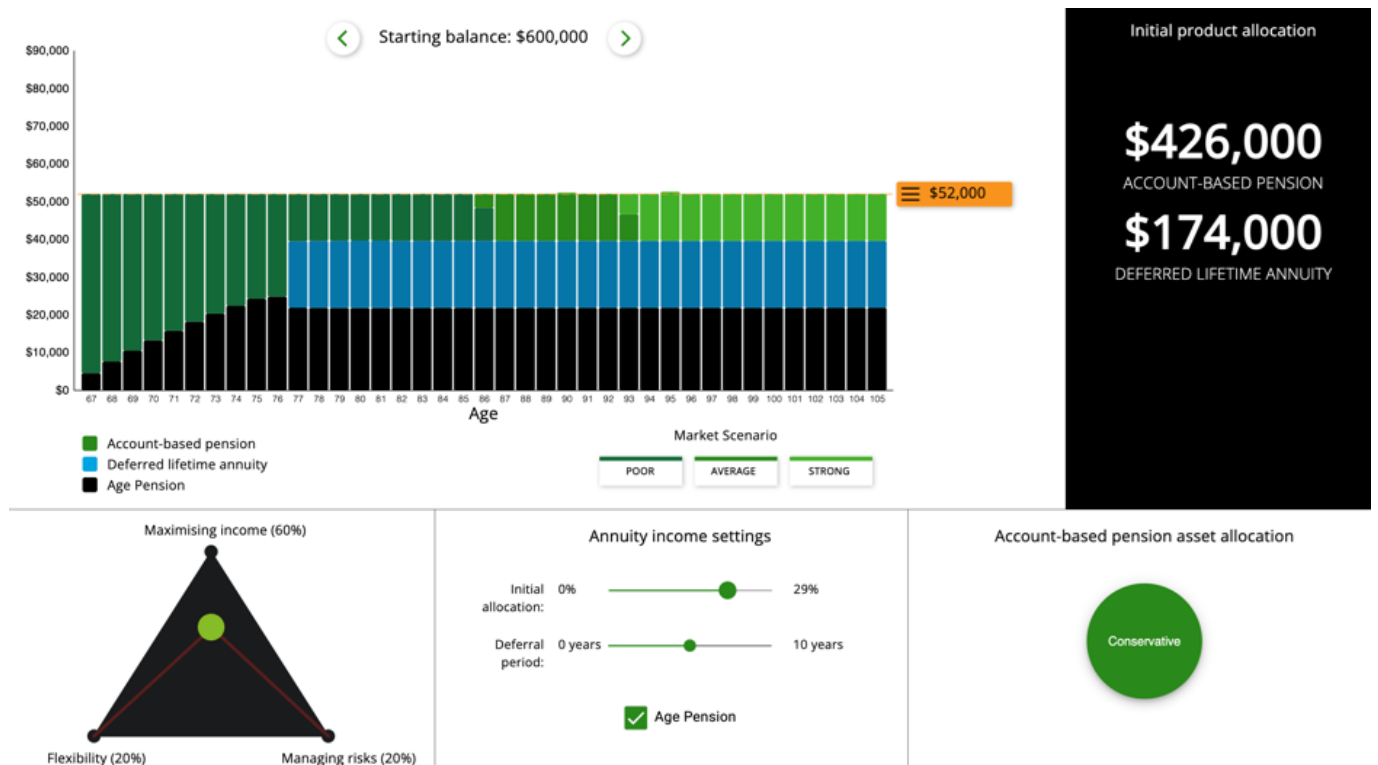 Starting balance: $600,000
$90,000
$80,000
$70,000
$60,000
$50,000
$40,000
$30,000
$20,000
$10,000
$0
$52,000
67 68 69 70 71 72 73 74 75 76 77 78 79 80 81 82 83 84 85 86 87 88 89 90 91 92 93 94 95 96 97 98 99 100 101 102 103 104 105
Age
Account-based pension
Deferred lifetime annuity
Age Pension
Market Scenario
POOR AVERAGE STRONG
Initial product allocation
$426,000
ACCOUNT-BASED PENSION
$174,000
DEFERRED LIFETIME ANNUITY
Maximising income (60%)
Flexibility (20%) Managing risks (20%)
Annuity income settings
Initial allocation: 0% 29%
Deferral period: 0 years 10 years
Age Pension
Account-based pension asset allocation
Conservative